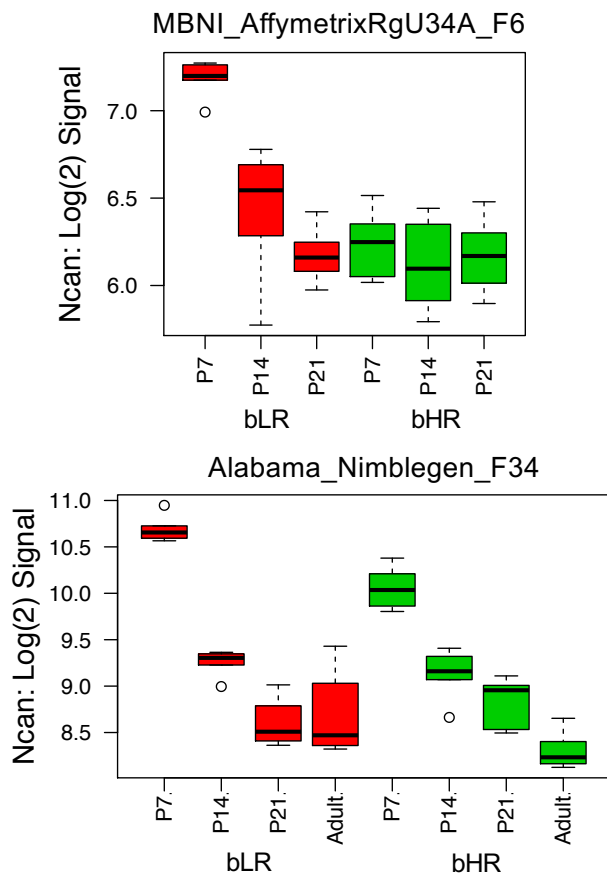 MBNI_AffymetrixRgU34A_F6
Ncan: Log(2) Signal
7.0
6.5
6.0
P7 P14 P21 P7 P14 P21
bLR bHR
Alabama_Nimblegen_F34
Ncan: Log(2) Signal
11.0
10.5
10.0
9.5
9.0
8.5
P7. P14. P21. Adult. P7. P14. P21. Adult.
bLR bHR